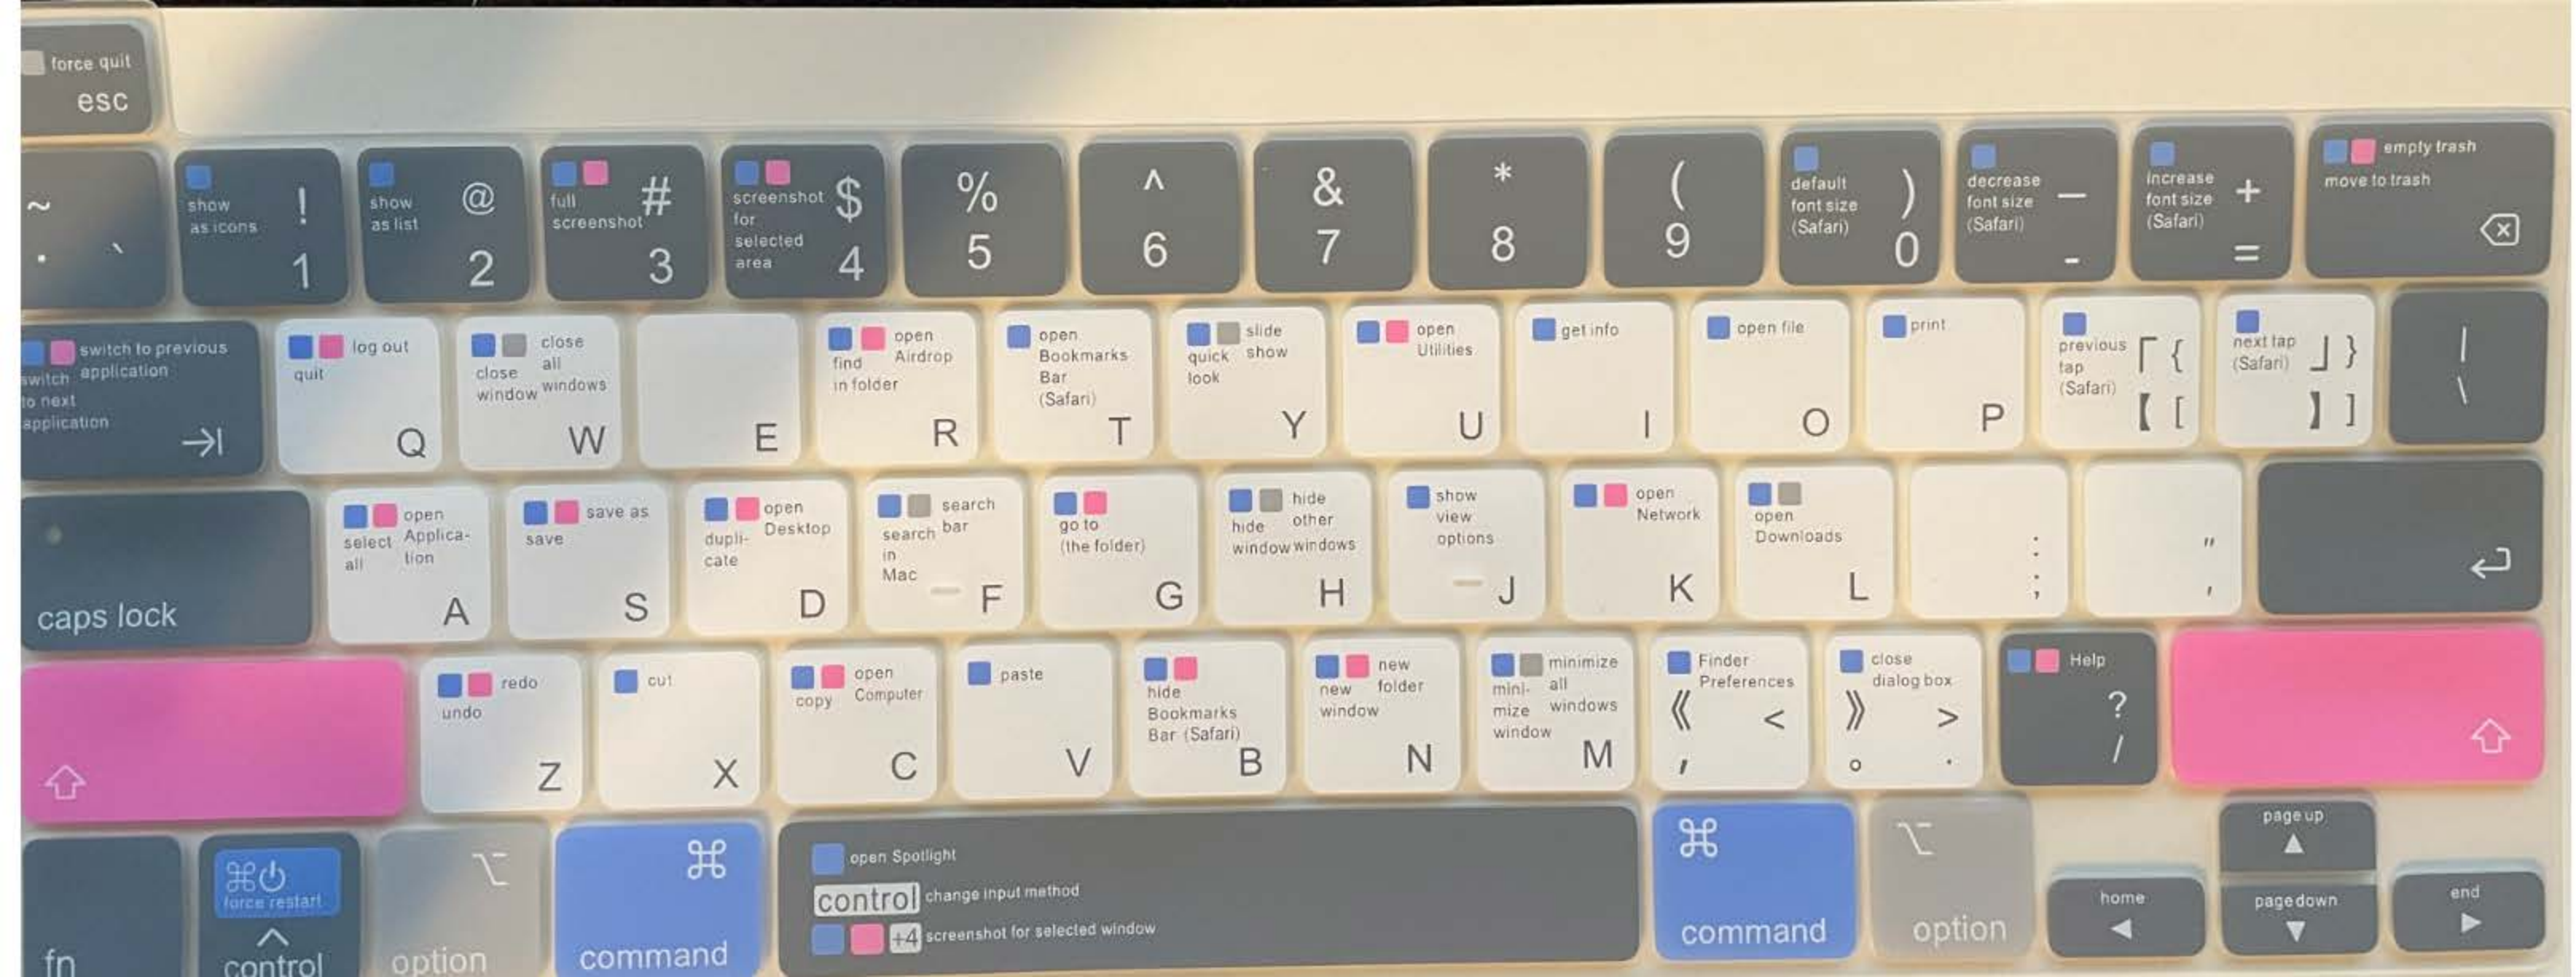 force quit
esc
~
· `
show
as icons
!
1
show
as list
@
2
full
screenshot
#
3
screenshot
for
selected
area
$
4
%
5
^
6
&
7
*
8
(
9
default
font size
(Safari)
)
0
decrease
font size
(Safari)
—
-
increase
font size
(Safari)
+
=
empty trash
move to trash
switch to previous
application
switch
to next
application
log out
quit
Q
close
all
windows
close
window
W
E
open
Airdrop
find
in folder
R
open
Bookmarks
Bar
(Safari)
T
slide
show
quick
look
Y
open
Utilities
U
get info
I
open file
O
print
P
previous
tap
(Safari)
「 {
【 [
next tap
(Safari)
」 }
】 ]
|
\
caps lock
open
Applica-
tion
select
all
A
save as
save
S
open
Desktop
dupli-
cate
D
search
bar
search
in
Mac
F
go to
(the folder)
G
hide
other
windows
hide
window
H
show
view
options
J
open
Network
K
open
Downloads
L
:
;
"
,
redo
undo
Z
cut
X
open
Computer
copy
C
paste
V
hide
Bookmarks
Bar (Safari)
B
new
folder
new
window
N
minimize
all
windows
mini-
mize
window
M
Finder
Preferences
《 <
,
close
dialog box
》 >
。 .
Help
?
/
fn
⌘
force restart
^
control
⌥
option
⌘
command
open Spotlight
control change input method
+4 screenshot for selected window
⌘
command
⌥
option
home
◀
page up
▲
page down
▼
end
▶